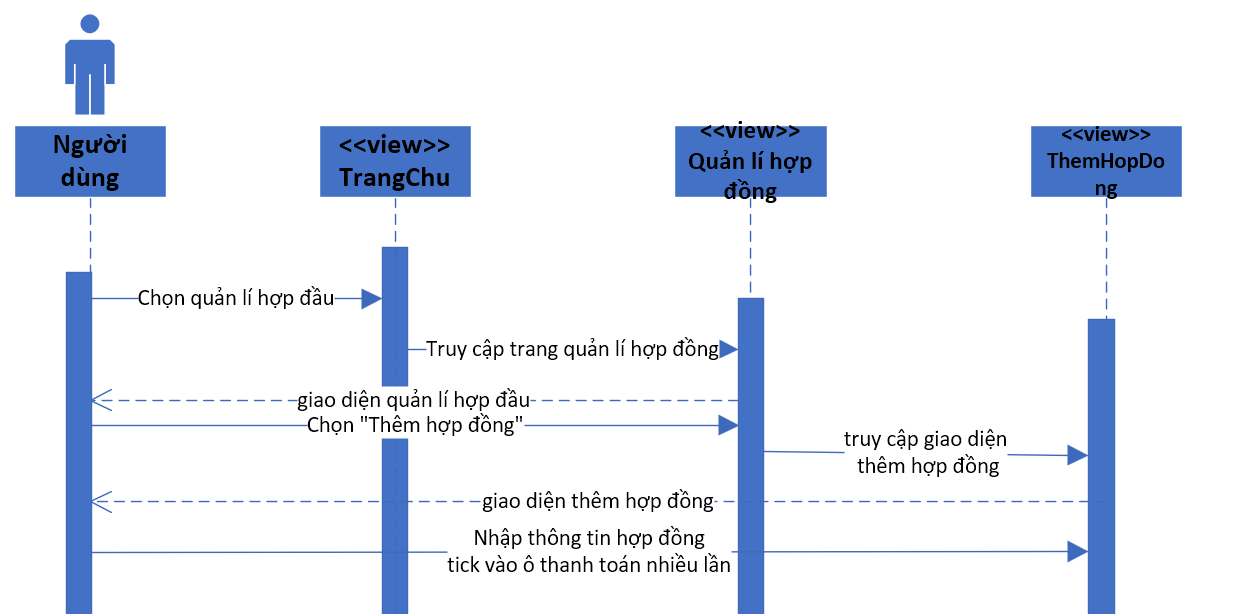 Người
dùng
<<view>>
TrangChu
<<view>>
Quản lí hợp
đồng
<<view>>
ThemHopDo
ng
Chọn quản lí hợp đầu
Truy cập trang quản lí hợp đồng
giao diện quản lí hợp đầu
Chọn "Thêm hợp đồng"
truy cập giao diện
thêm hợp đồng
giao diện thêm hợp đồng
Nhập thông tin hợp đồng
tick vào ô thanh toán nhiều lần